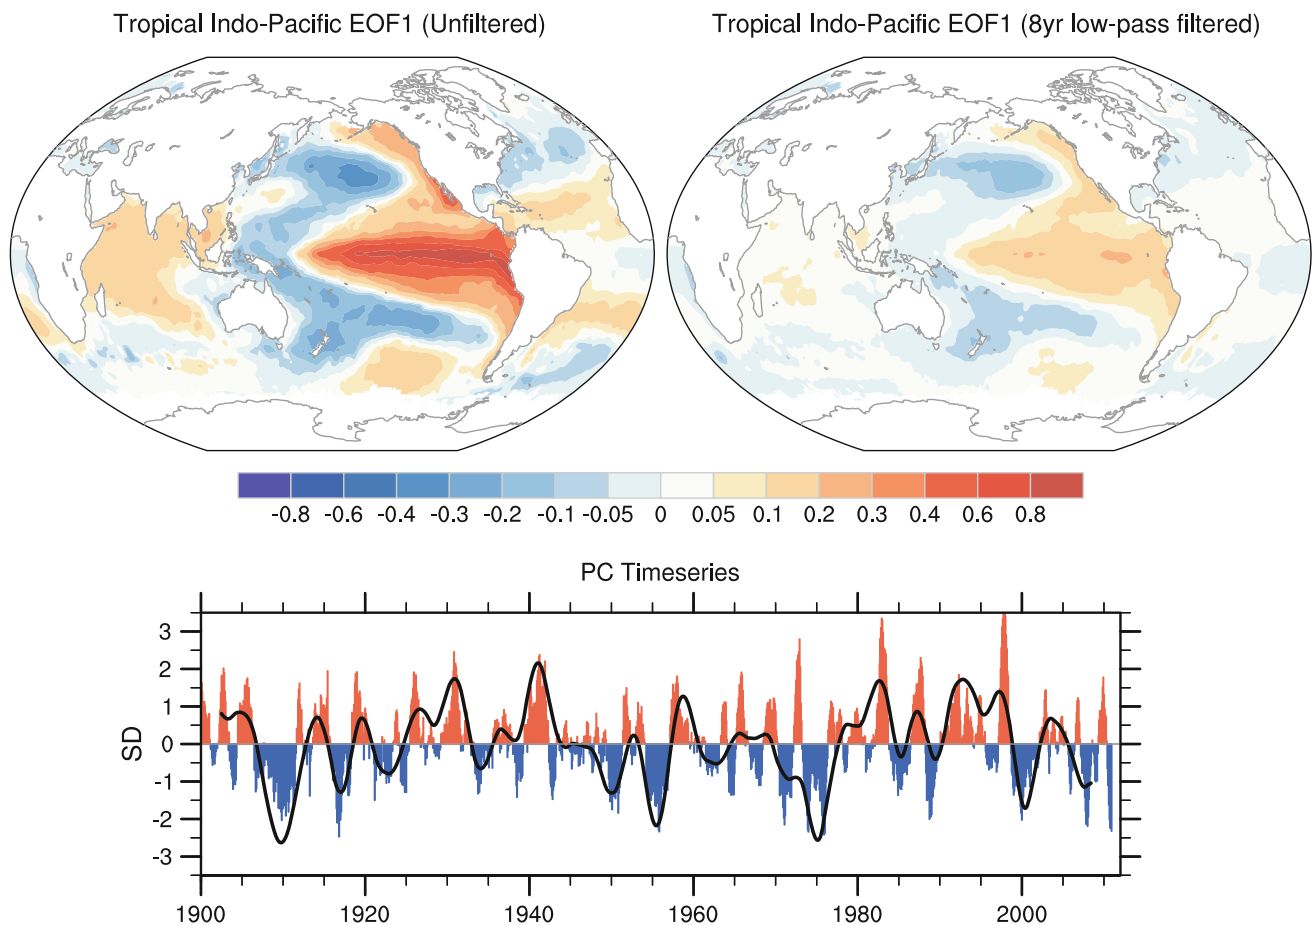 Tropical Indo-Pacific EOF1 (Unfiltered)
Tropical Indo-Pacific EOF1 (8yr low-pass filtered)
-0.8 -0.6 -0.4 -0.3 -0.2 -0.1 -0.05 0 0.05 0.1 0.2 0.3 0.4 0.6 0.8
PC Timeseries
SD
3
2
1
0
-1
-2
-3
1900 1920 1940 1960 1980 2000